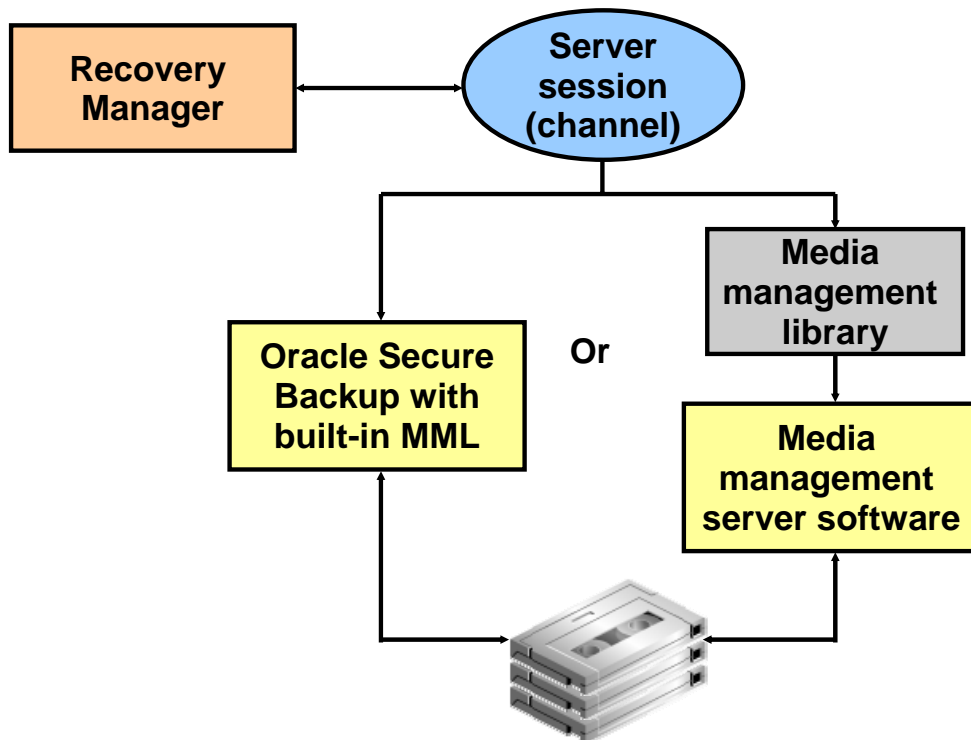 Recovery
Manager
Server
session
(channel)
Media
management
library
Oracle Secure
Backup with
built-in MML
Or
Media
management
server software